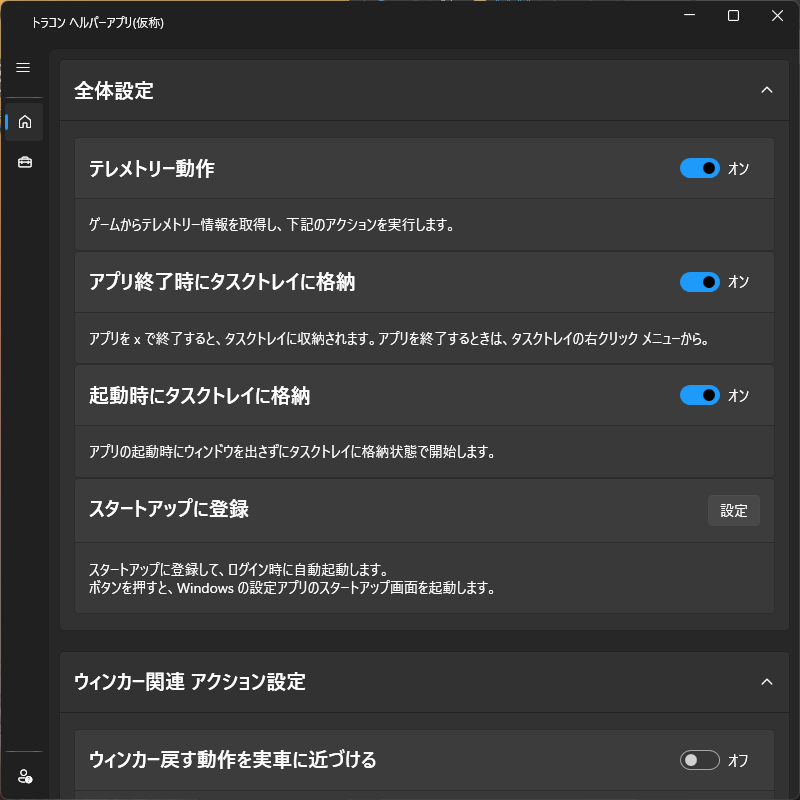 トラコン ヘルパーアプリ(仮称)
全体設定
テレメトリー動作
オン
ゲームからテレメトリー情報を取得し、下記のアクションを実行します。
アプリ終了時にタスクトレイに格納
オン
アプリを x で終了すると、タスクトレイに収納されます。アプリを終了するときは、タスクトレイの右クリック メニューから。
起動時にタスクトレイに格納
オン
アプリの起動時にウィンドウを出さずにタスクトレイに格納状態で開始します。
スタートアップに登録
設定
スタートアップに登録して、ログイン時に自動起動します。
ボタンを押すと、Windows の設定アプリのスタートアップ画面を起動します。
ウィンカー関連 アクション設定
ウィンカー戻す動作を実車に近づける
オフ